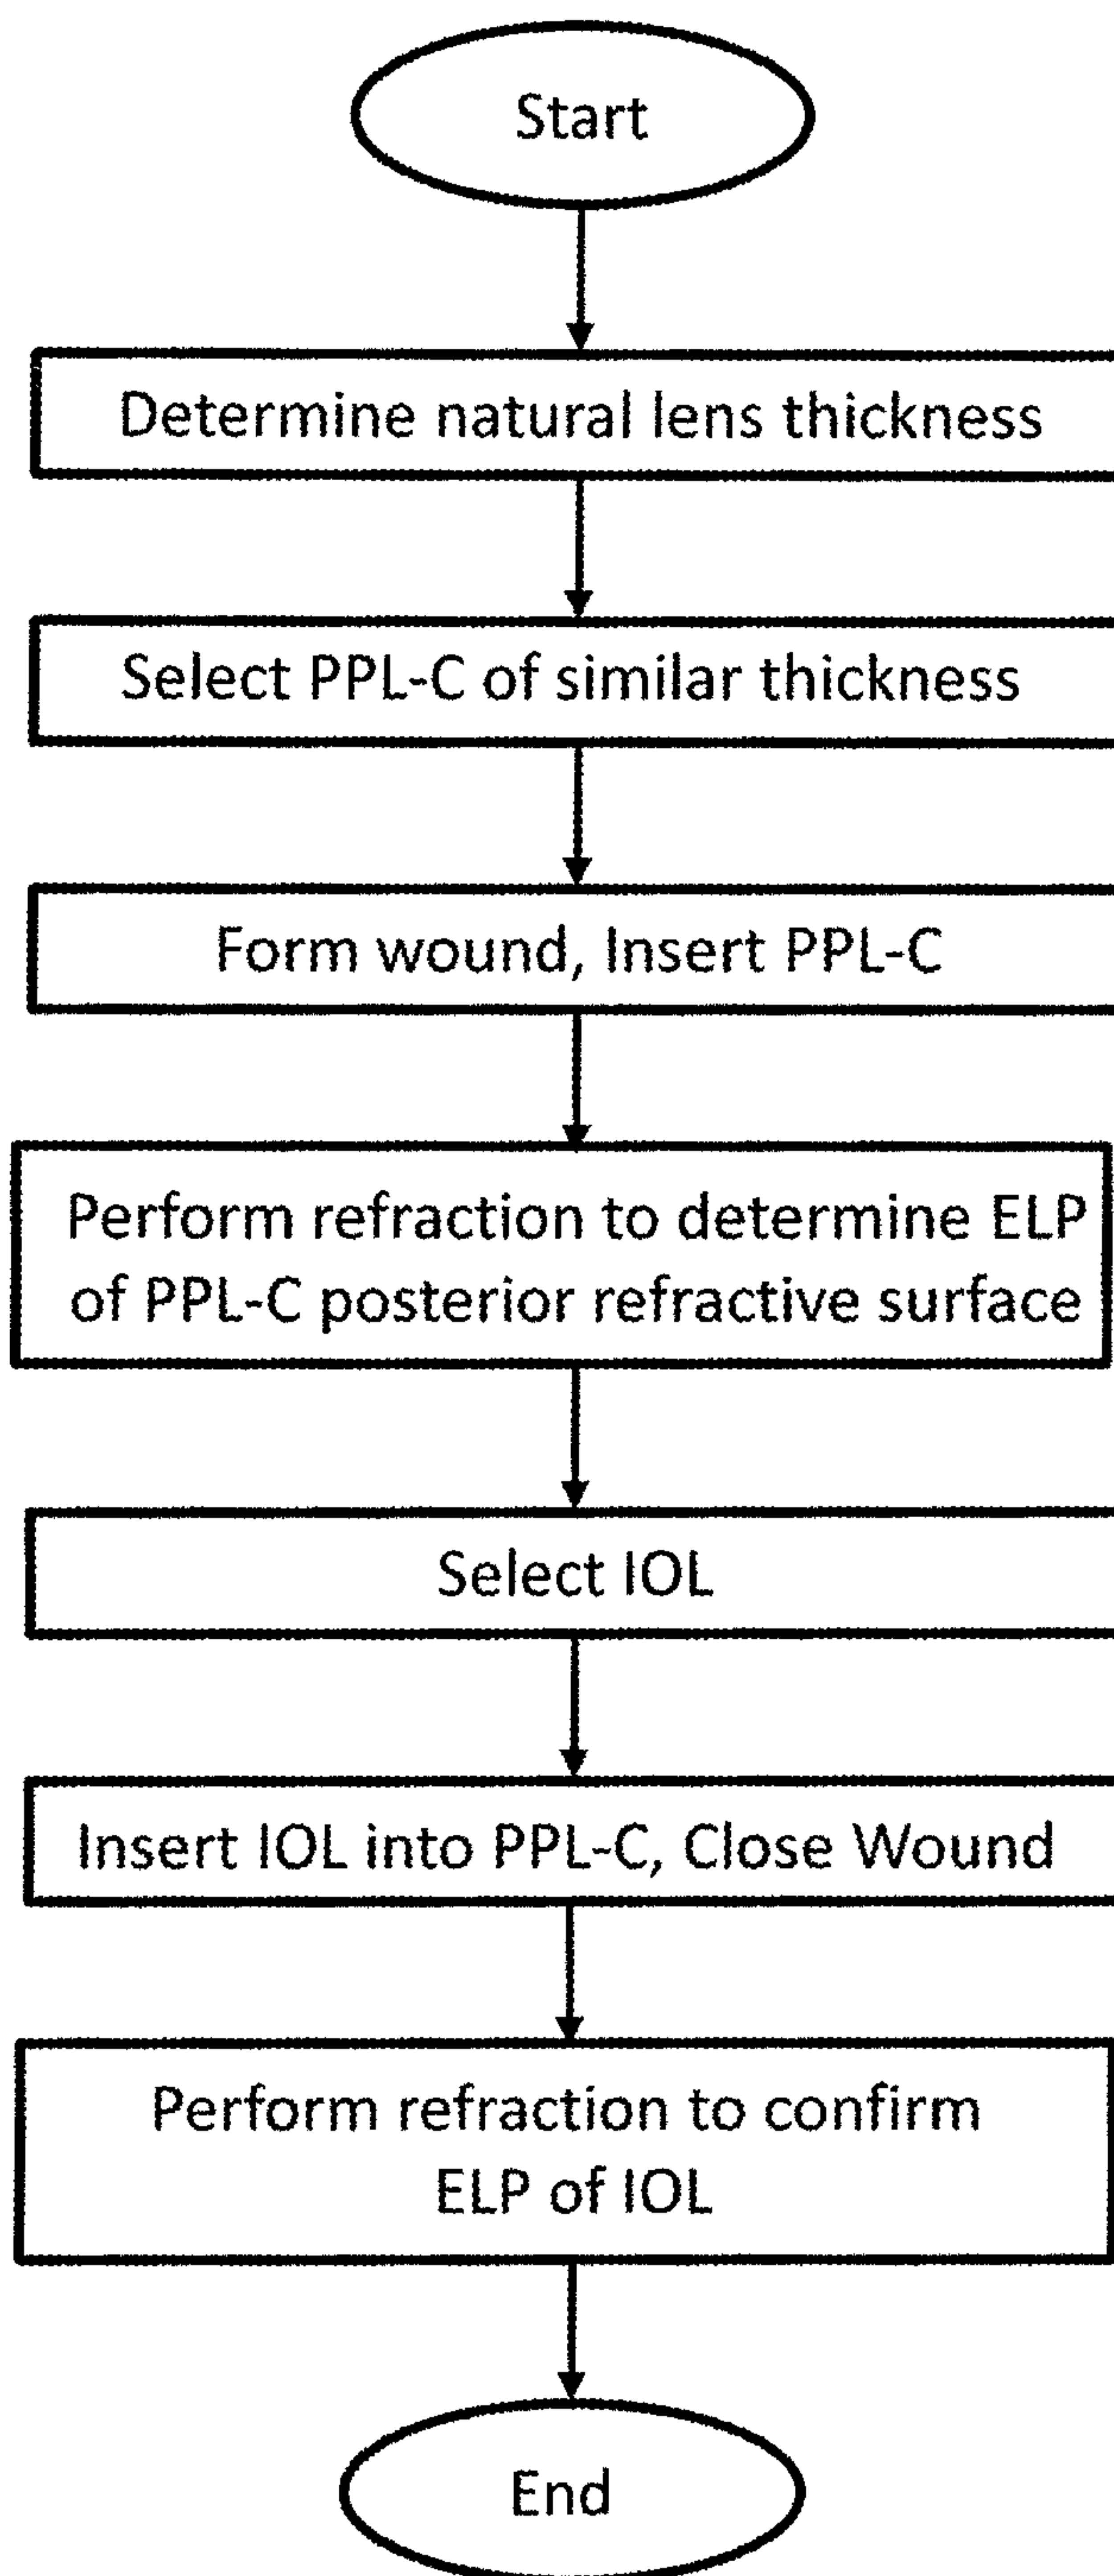 Start
Determine natural lens thickness
Select PPL-C of similar thickness
Form wound, Insert PPL-C
Perform refraction to determine ELP
of PPL-C posterior refractive surface
Select IOL
Insert IOL into PPL-C, Close Wound
Perform refraction to confirm
ELP of IOL
End